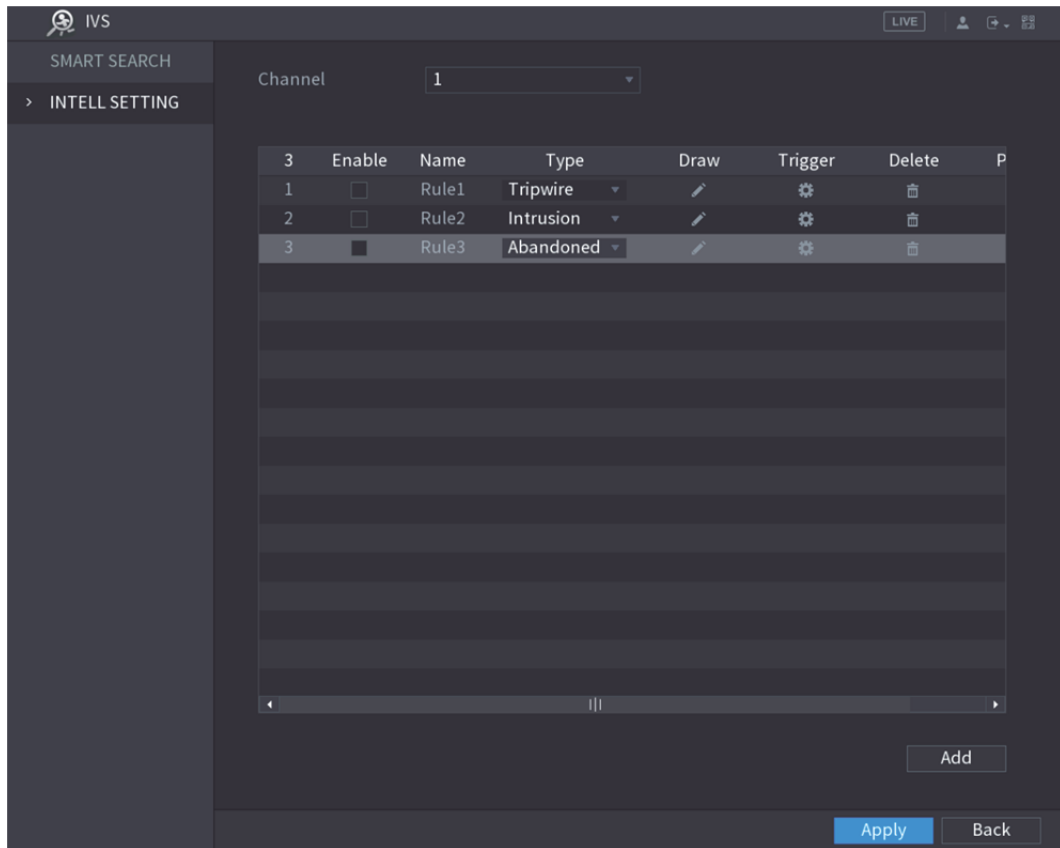 IVS LIVE
SMART SEARCH
Channel 1
> INTELL SETTING
3 Enable Name Type Draw Trigger Delete P
1 Rule1 Tripwire
2 Rule2 Intrusion
3 Rule3 Abandoned
Add
Apply Back